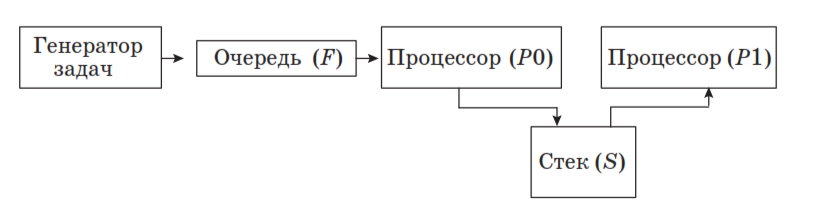 Генератор
задач
Очередь (F)
Процессор (P0)
Процессор (P1)
Стек (S)